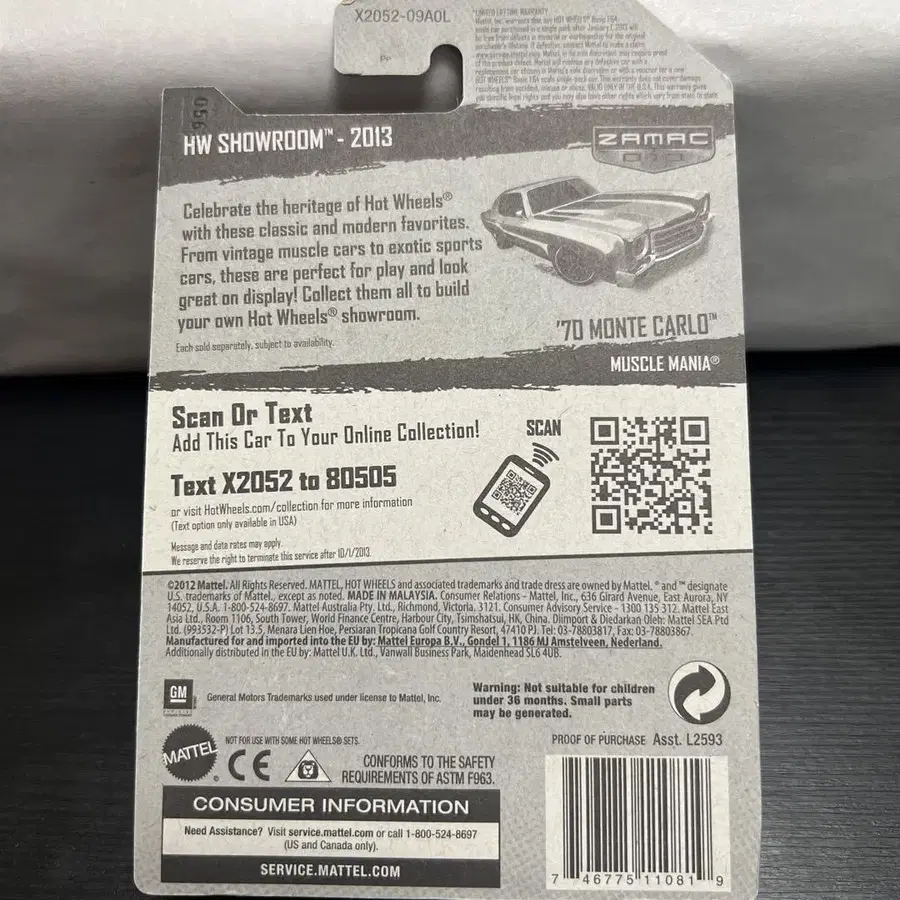 X2052-09A0L
LIMITED LIFETIME WARRANTY
PP
056
HW SHOWROOM™ - 2013
ZAMAC
Celebrate the heritage of Hot Wheels®
with these classic and modern favorites.
From vintage muscle cars to exotic sports
cars, these are perfect for play and look
great on display! Collect them all to build
your own Hot Wheels® showroom.
Each sold separately, subject to availability.
'70 MONTE CARLO™
MUSCLE MANIA®
Scan Or Text
Add This Car To Your Online Collection!
SCAN
Text X2052 to 80505
or visit HotWheels.com/collection for more information
(Text option only available in USA)
Message and data rates may apply.
We reserve the right to terminate this service after 10/1/2013.
©2012 Mattel. All Rights Reserved. MATTEL, HOT WHEELS and associated trademarks and trade dress are owned by Mattel. ® and ™ designate
U.S. trademarks of Mattel, except as noted. MADE IN MALAYSIA. Consumer Relations - Mattel, Inc., 636 Girard Avenue, East Aurora, NY
14052, U.S.A. 1-800-524-8697. Mattel Australia Pty. Ltd., Richmond, Victoria. 3121. Consumer Advisory Service - 1300 135 312. Mattel East
Asia Ltd., Room 1106, South Tower, World Finance Centre, Harbour City, Tsimshatsui, HK, China. Diimport & Diedarkan Oleh: Mattel SEA Ptd
Ltd. (993532-P) Lot 13.5, Menara Lien Hoe, Persiaran Tropicana Golf Country Resort, 47410 PJ. Tel: 03-78803817, Fax: 03-78803867.
Manufactured for and imported into the EU by: Mattel Europa B.V., Gondel 1, 1186 MJ Amstelveen, Nederland.
Additionally distributed in the EU by: Mattel U.K. Ltd., Vanwall Business Park, Maidenhead SL6 4UB.
GM
General Motors Trademarks used under license to Mattel, Inc.
Warning: Not suitable for children
under 36 months. Small parts
may be generated.
MATTEL®
NOT FOR USE WITH SOME HOT WHEELS® SETS.
CE
CONFORMS TO THE SAFETY
REQUIREMENTS OF ASTM F963.
PROOF OF PURCHASE Asst. L2593
CONSUMER INFORMATION
Need Assistance? Visit service.mattel.com or call 1-800-524-8697
(US and Canada only).
SERVICE.MATTEL.COM
7 46775 11081 9